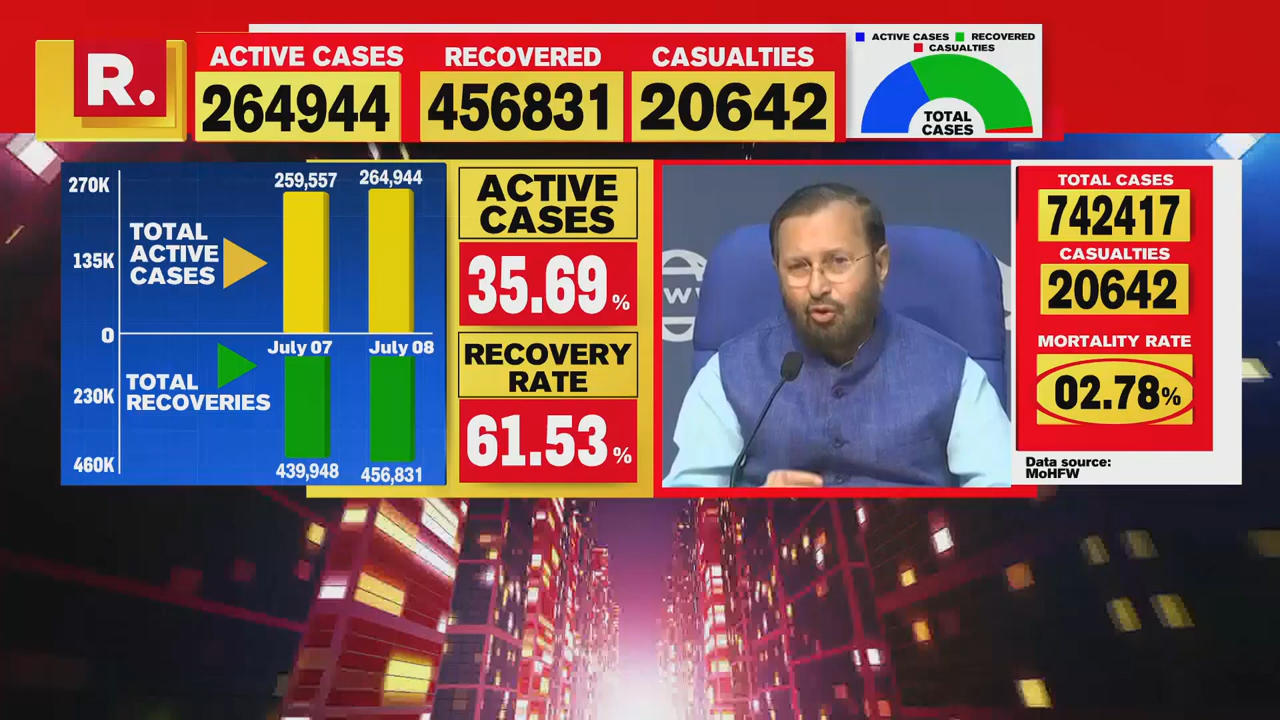 R.
ACTIVE CASES
264944
RECOVERED
456831
CASUALTIES
20642
ACTIVE CASES
RECOVERED
CASUALTIES
TOTAL
CASES
270K
135K
0
230K
460K
TOTAL
ACTIVE
CASES
259,557
264,944
July 07
July 08
TOTAL
RECOVERIES
439,948
456,831
ACTIVE
CASES
35.69%
RECOVERY
RATE
61.53%
W
TOTAL CASES
742417
CASUALTIES
20642
MORTALITY RATE
02.78%
Data source:
MoHFW